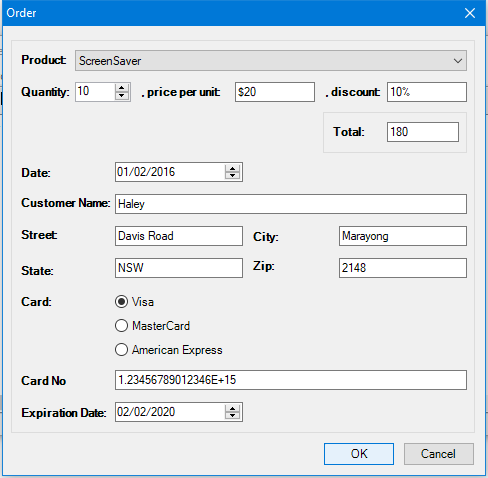 Order
Product: ScreenSaver
Quantity: 10 , price per unit: $20 , discount: 10%
Total: 180
Date: 01/02/2016
Customer Name: Haley
Street: Davis Road City: Marayong
State: NSW Zip: 2148
Card: Visa
MasterCard
American Express
Card No 1.23456789012346E+15
Expiration Date: 02/02/2020
OK Cancel